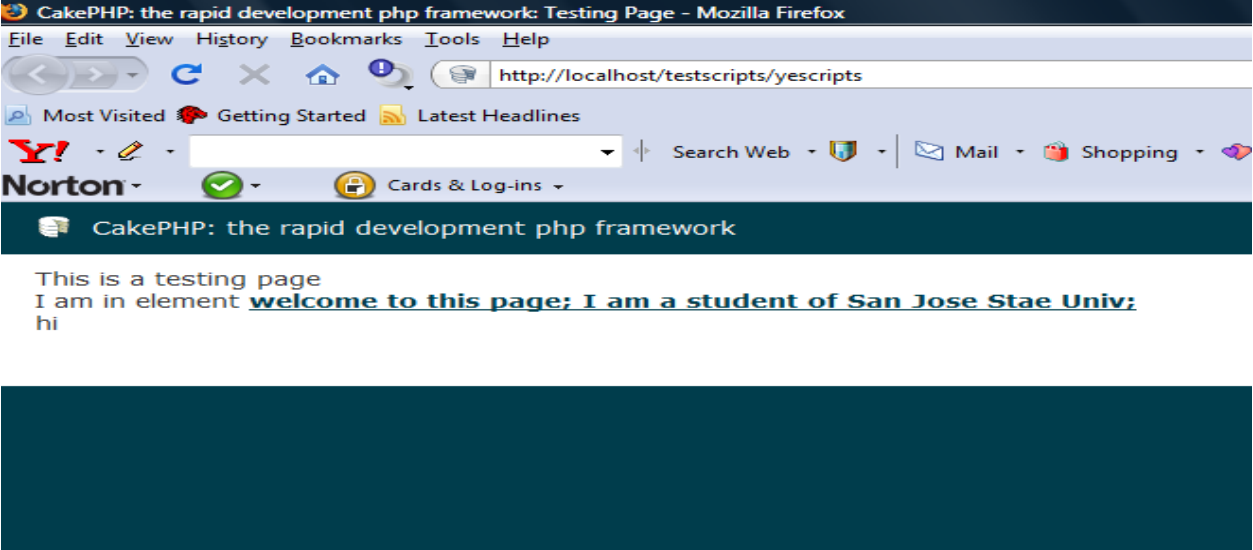 CakePHP: the rapid development php framework: Testing Page - Mozilla Firefox
File Edit View History Bookmarks Tools Help
http://localhost/testscripts/yescripts
Most Visited Getting Started Latest Headlines
Y! Search Web Mail Shopping
Norton Cards & Log-ins
CakePHP: the rapid development php framework
This is a testing page
I am in element welcome to this page; I am a student of San Jose Stae Univ;
hi